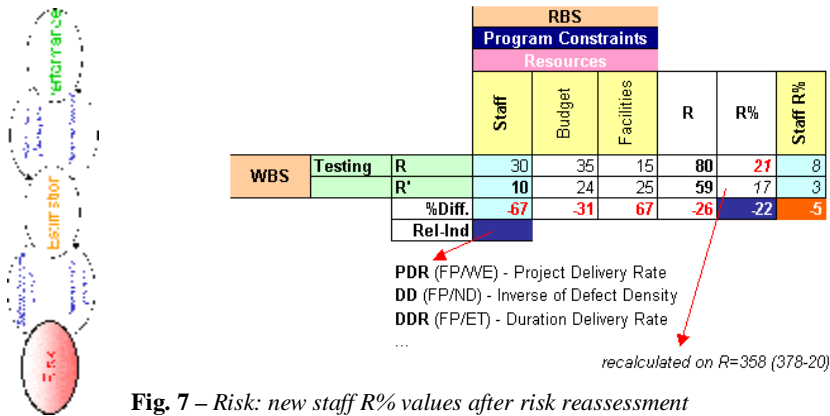 RBS
Program Constraints
Resources
Staff Budget Facilities R R% Staff R%
WBS Testing R 30 35 15 80 21 8
R' 10 24 25 59 17 3
%Diff. -67 -31 67 -26 -22 -5
Rel-Ind
PDR (FP/WE) - Project Delivery Rate
DD (FP/ND) - Inverse of Defect Density
DDR (FP/ET) - Duration Delivery Rate
...
recalculated on R=358 (378-20)
Risk
Fig. 7 – Risk: new staff R% values after risk reassessment